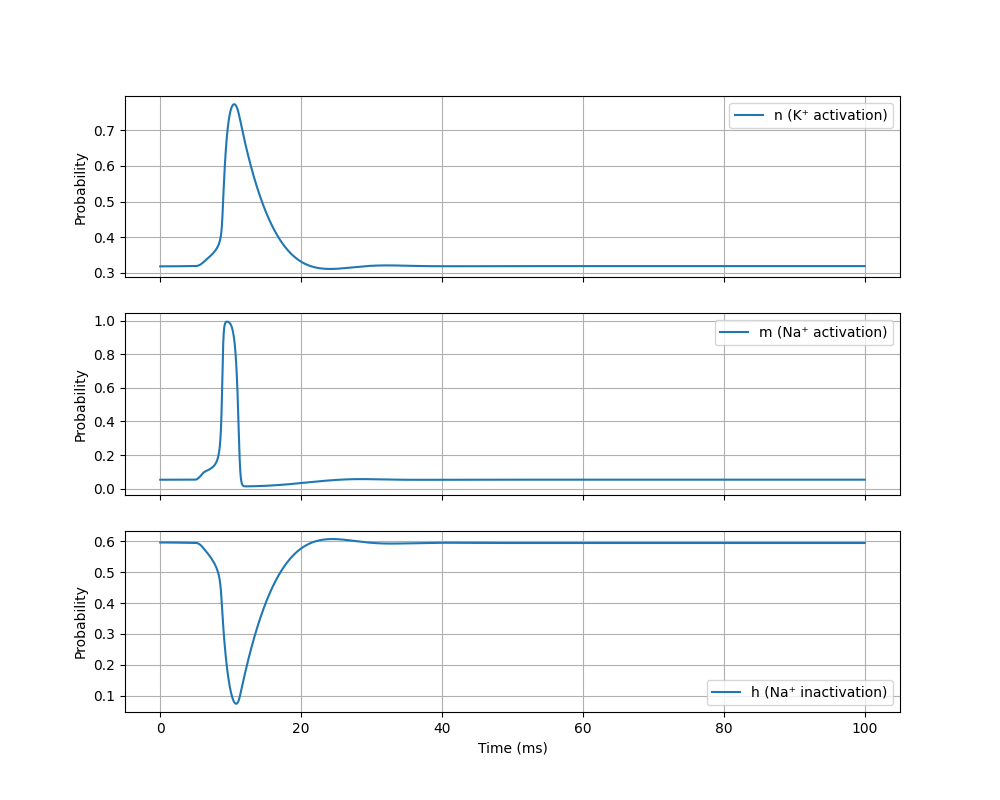 n (K⁺ activation)
0.7
0.6
0.5
0.4
0.3
Probability
m (Na⁺ activation)
1.0
0.8
0.6
0.4
0.2
0.0
Probability
h (Na⁺ inactivation)
0.6
0.5
0.4
0.3
0.2
0.1
Probability
0 20 40 60 80 100
Time (ms)